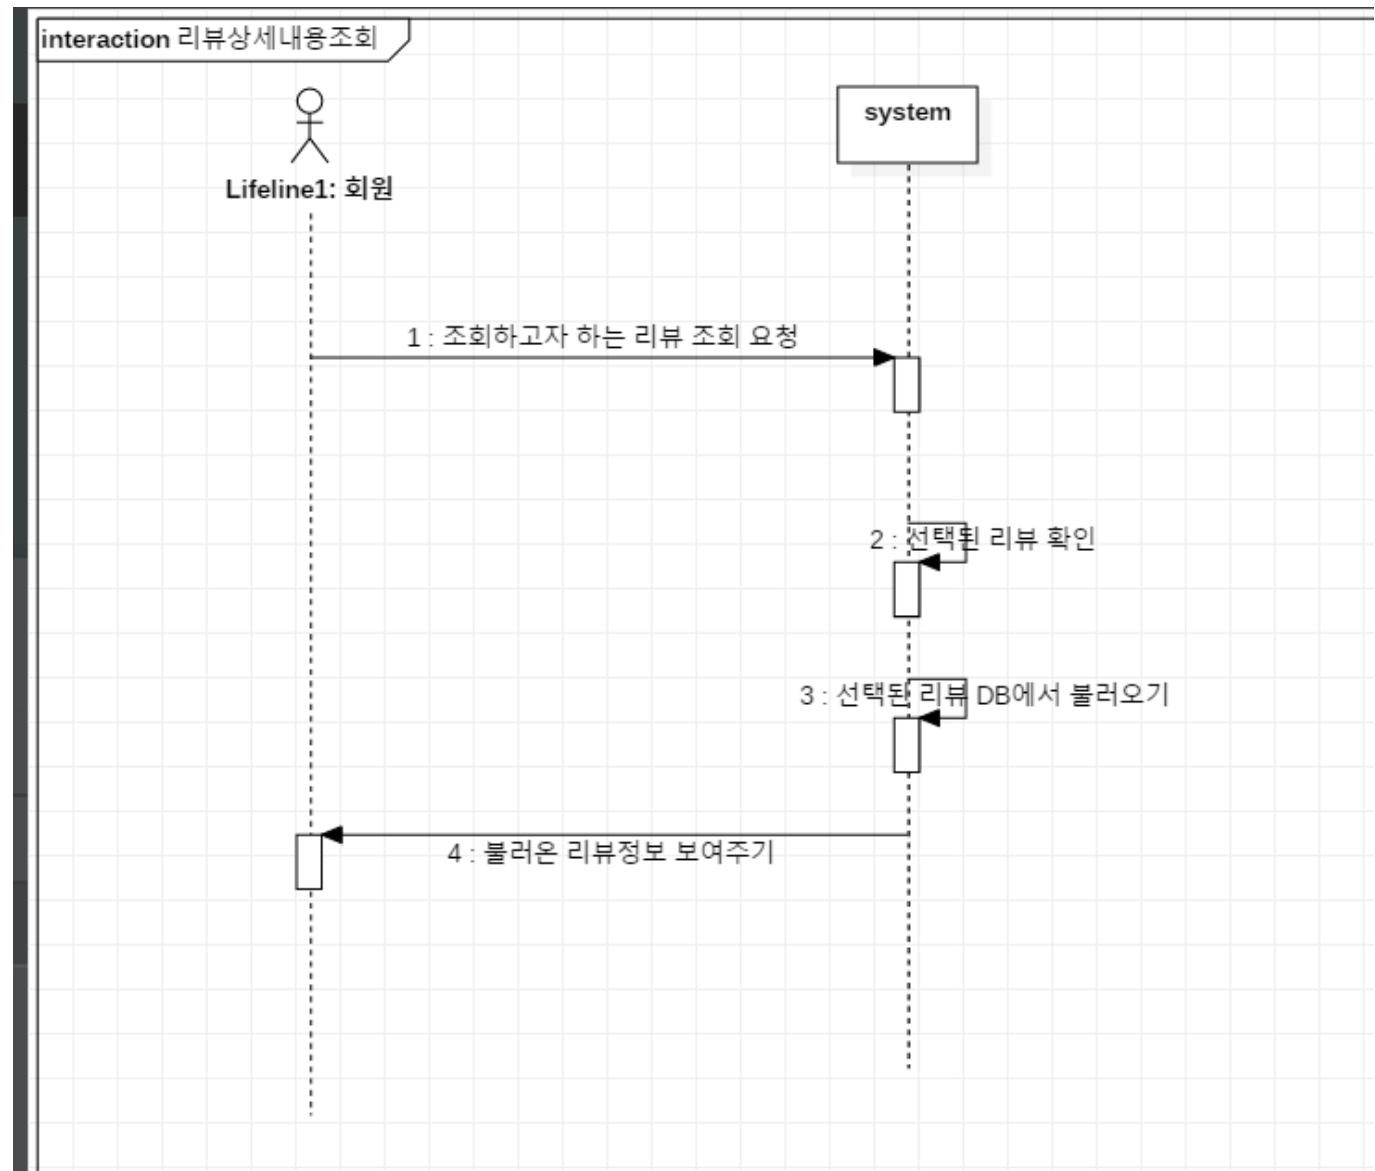 interaction 리뷰상세내용조회
system
Lifeline1: 회원
1 : 조회하고자 하는 리뷰 조회 요청
2 : 선택된 리뷰 확인
3 : 선택된 리뷰 DB에서 불러오기
4 : 불러온 리뷰정보 보여주기